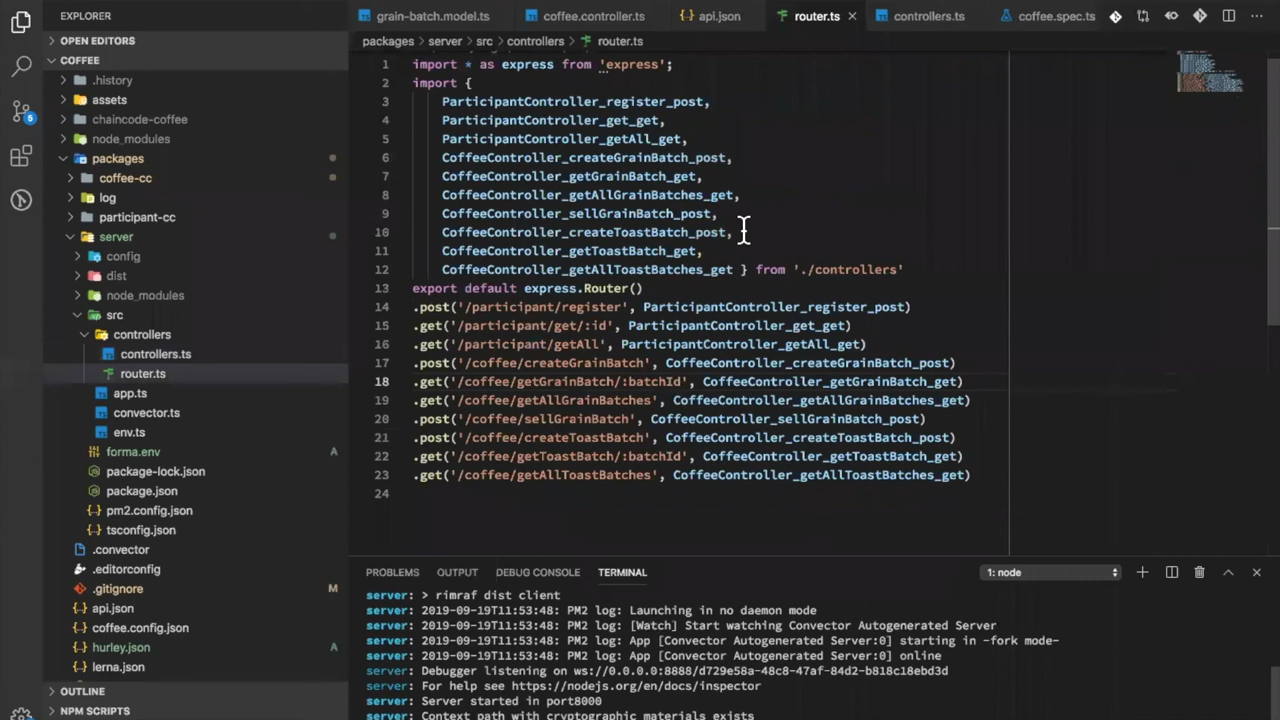 EXPLORER
OPEN EDITORS
COFFEE
.history
assets
chaincode-coffee
node_modules
packages
coffee-cc
log
participant-cc
server
config
dist
node_modules
src
controllers
controllers.ts
router.ts
app.ts
convector.ts
env.ts
forma.env A
package-lock.json
package.json
pm2.config.json
tsconfig.json
.convector
.editorconfig
.gitignore M
api.json
coffee.config.json
hurley.json A
lerna.json
OUTLINE
NPM SCRIPTS
5
grain-batch.model.ts coffee.controller.ts api.json router.ts controllers.ts coffee.spec.ts
packages > server > src > controllers > router.ts
1 import * as express from 'express';
2 import {
3 ParticipantController_register_post,
4 ParticipantController_get_get,
5 ParticipantController_getAll_get,
6 CoffeeController_createGrainBatch_post,
7 CoffeeController_getGrainBatch_get,
8 CoffeeController_getAllGrainBatches_get,
9 CoffeeController_sellGrainBatch_post,
10 CoffeeController_createToastBatch_post,
11 CoffeeController_getToastBatch_get,
12 CoffeeController_getAllToastBatches_get } from './controllers'
13 export default express.Router()
14 .post('/participant/register', ParticipantController_register_post)
15 .get('/participant/get/:id', ParticipantController_get_get)
16 .get('/participant/getAll', ParticipantController_getAll_get)
17 .post('/coffee/createGrainBatch', CoffeeController_createGrainBatch_post)
18 .get('/coffee/getGrainBatch/:batchId', CoffeeController_getGrainBatch_get)
19 .get('/coffee/getAllGrainBatches', CoffeeController_getAllGrainBatches_get)
20 .post('/coffee/sellGrainBatch', CoffeeController_sellGrainBatch_post)
21 .post('/coffee/createToastBatch', CoffeeController_createToastBatch_post)
22 .get('/coffee/getToastBatch/:batchId', CoffeeController_getToastBatch_get)
23 .get('/coffee/getAllToastBatches', CoffeeController_getAllToastBatches_get)
24
PROBLEMS OUTPUT DEBUG CONSOLE TERMINAL 1: node
server: > rimraf dist client
server: 2019-09-19T11:53:48: PM2 log: Launching in no daemon mode
server: 2019-09-19T11:53:48: PM2 log: [Watch] Start watching Convector Autogenerated Server
server: 2019-09-19T11:53:48: PM2 log: App [Convector Autogenerated Server:0] starting in -fork mode-
server: 2019-09-19T11:53:48: PM2 log: App [Convector Autogenerated Server:0] online
server: Debugger listening on ws://0.0.0.0:8888/d729e58a-48c8-47af-84d2-b818c18ebd3d
server: For help see https://nodejs.org/en/docs/inspector
server: Server started in port8000
server: Context path with cryptographic materials exists